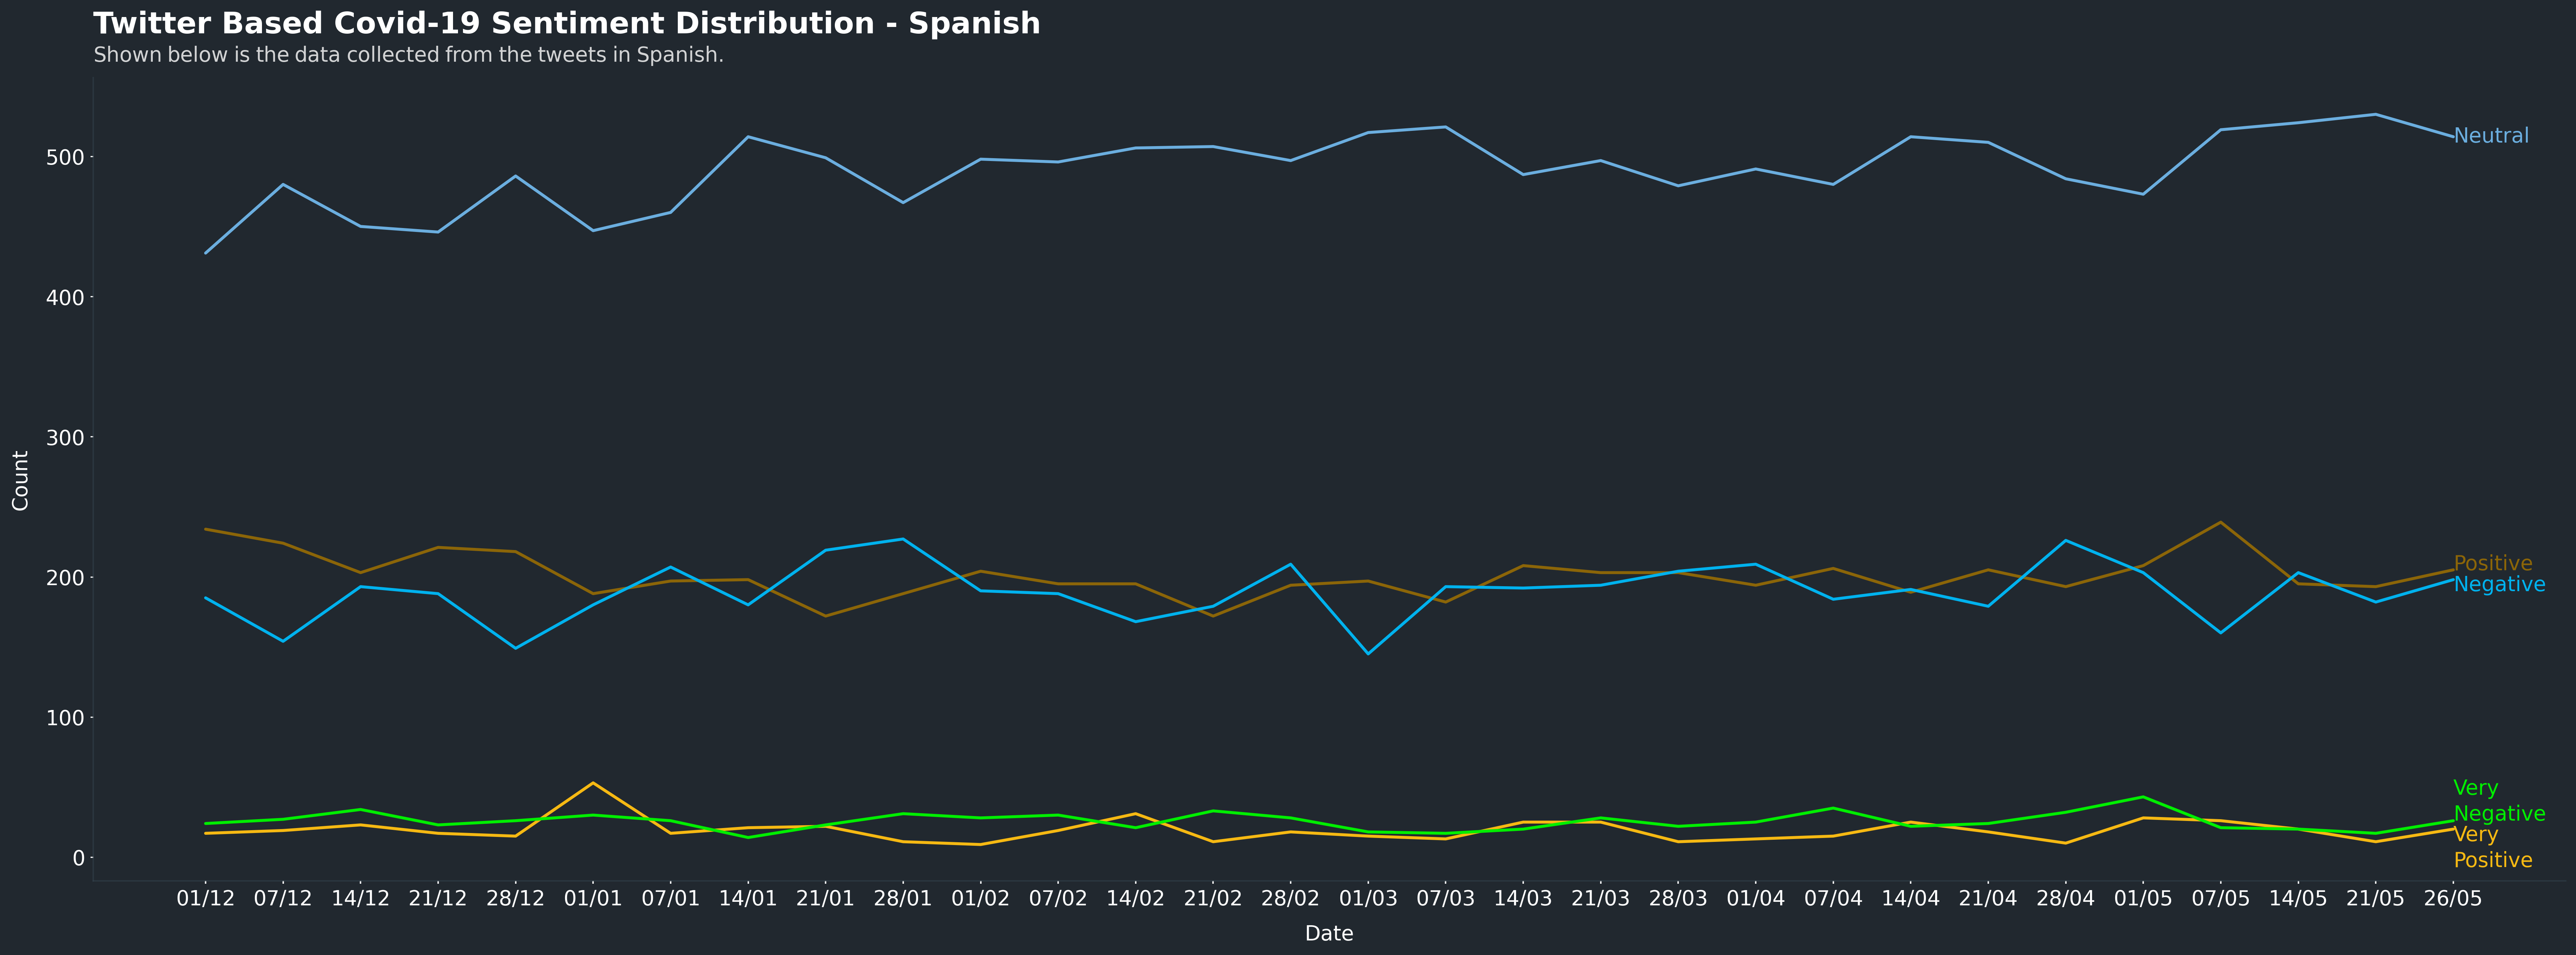 Twitter Based Covid-19 Sentiment Distribution - Spanish
Shown below is the data collected from the tweets in Spanish.
Count
500
400
300
200
100
0
Neutral
Positive
Negative
Very
Negative
Very
Positive
01/12 07/12 14/12 21/12 28/12 01/01 07/01 14/01 21/01 28/01 01/02 07/02 14/02 21/02 28/02 01/03 07/03 14/03 21/03 28/03 01/04 07/04 14/04 21/04 28/04 01/05 07/05 14/05 21/05 26/05
Date